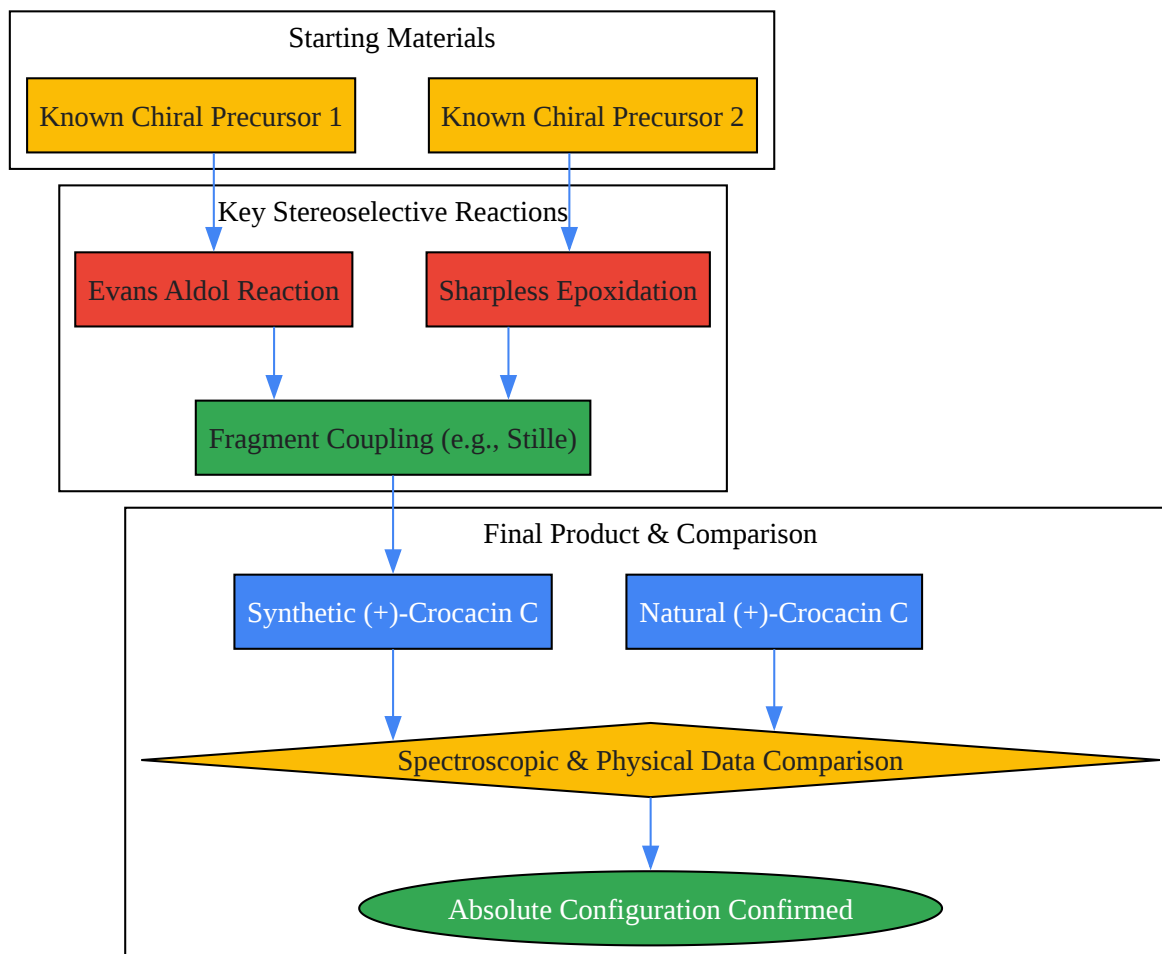 Starting Materials
Known Chiral Precursor 1
Known Chiral Precursor 2
Key Stereoselective Reactions
Evans Aldol Reaction
Sharpless Epoxidation
Fragment Coupling (e.g., Stille)
Final Product & Comparison
Synthetic (+)-Crocacin C
Natural (+)-Crocacin C
Spectroscopic & Physical Data Comparison
Absolute Configuration Confirmed